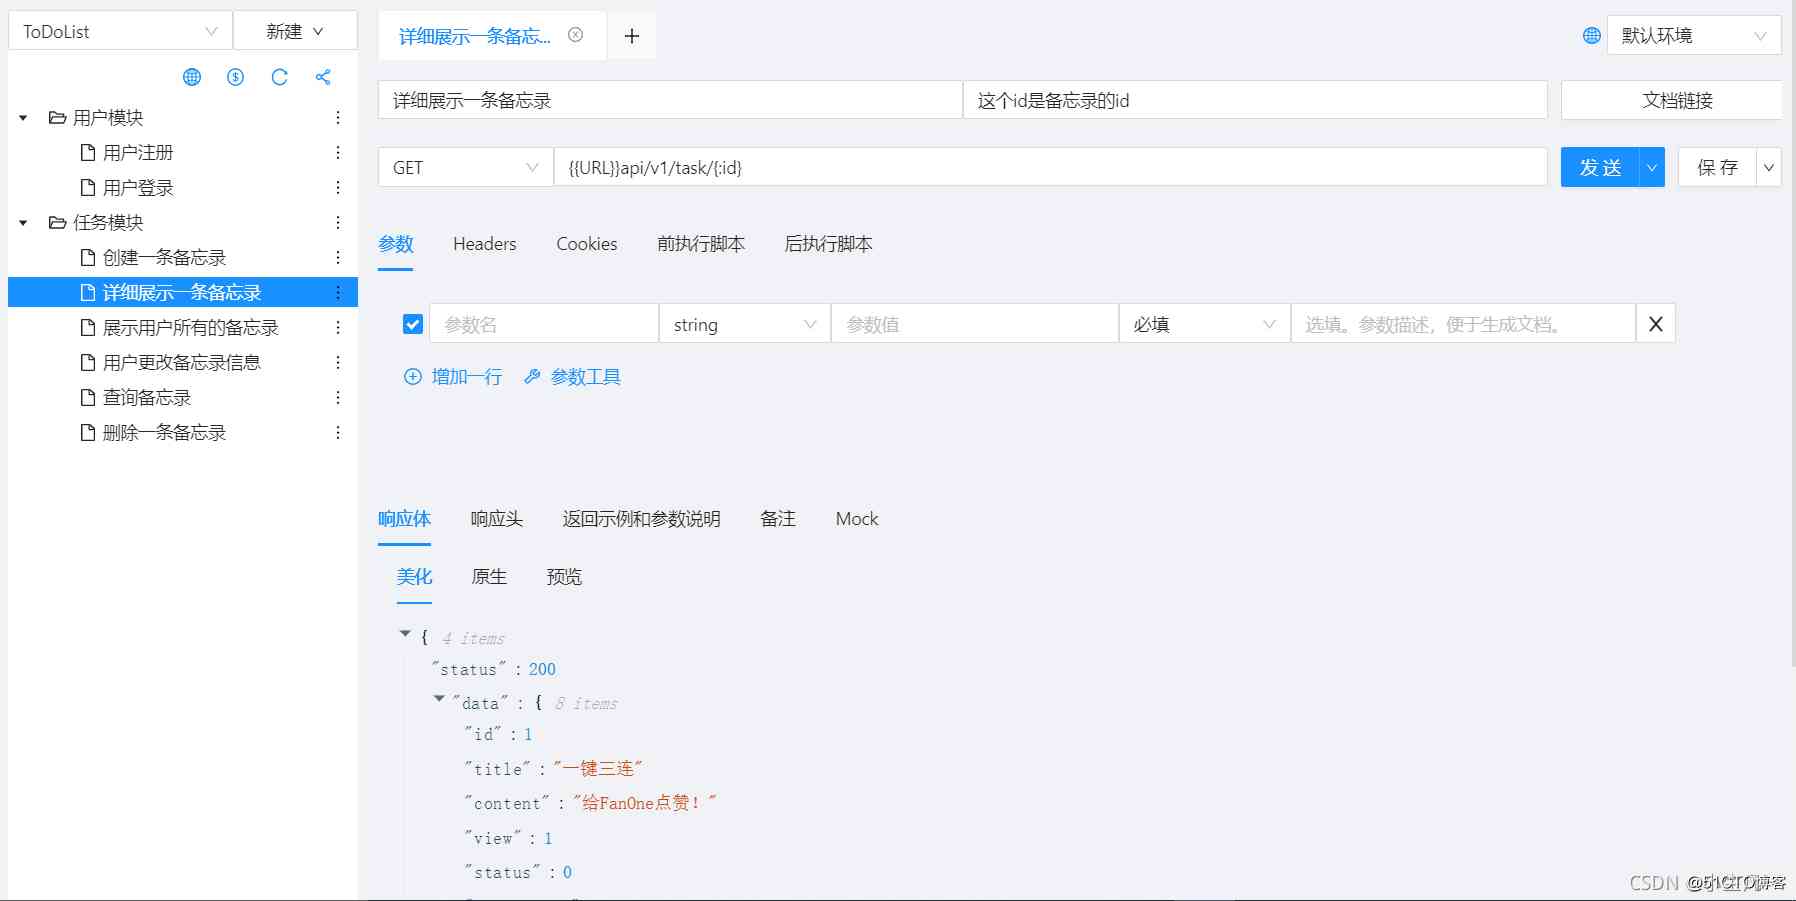 ToDoList 新建
详细展示一条备忘...
默认环境
用户模块
用户注册
用户登录
任务模块
创建一条备忘录
详细展示一条备忘录
展示用户所有的备忘录
用户更改备忘录信息
查询备忘录
删除一条备忘录
详细展示一条备忘录 这个id是备忘录的id 文档链接
GET {{URL}}api/v1/task/{:id} 发 送 保 存
参数 Headers Cookies 前执行脚本 后执行脚本
参数名 string 参数值 必填 选填。参数描述，便于生成文档。 X
增加一行 参数工具
响应体 响应头 返回示例和参数说明 备注 Mock
美化 原生 预览
{ 4 items
"status" : 200
"data" : { 8 items
"id" : 1
"title" : "一键三连"
"content" : "给FanOne点赞！"
"view" : 1
"status" : 0
CSDN @51CTO博客